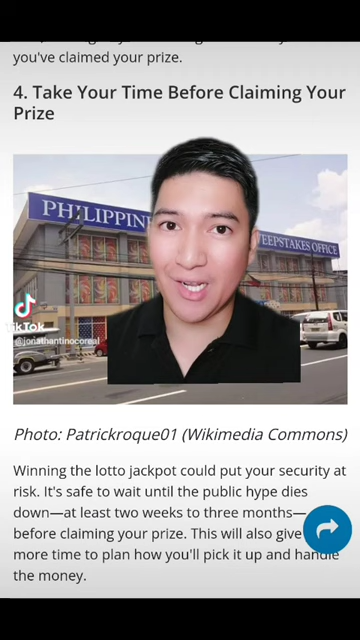 you've claimed your prize.
4. Take Your Time Before Claiming Your
Prize
PHILIPPIN
EEPSTAKES OFFICE
TikTok
@jonathantinocoreal
Photo: Patrickroque01 (Wikimedia Commons)
Winning the lotto jackpot could put your security at
risk. It's safe to wait until the public hype dies
down—at least two weeks to three months—
before claiming your prize. This will also give
more time to plan how you'll pick it up and handle
the money.